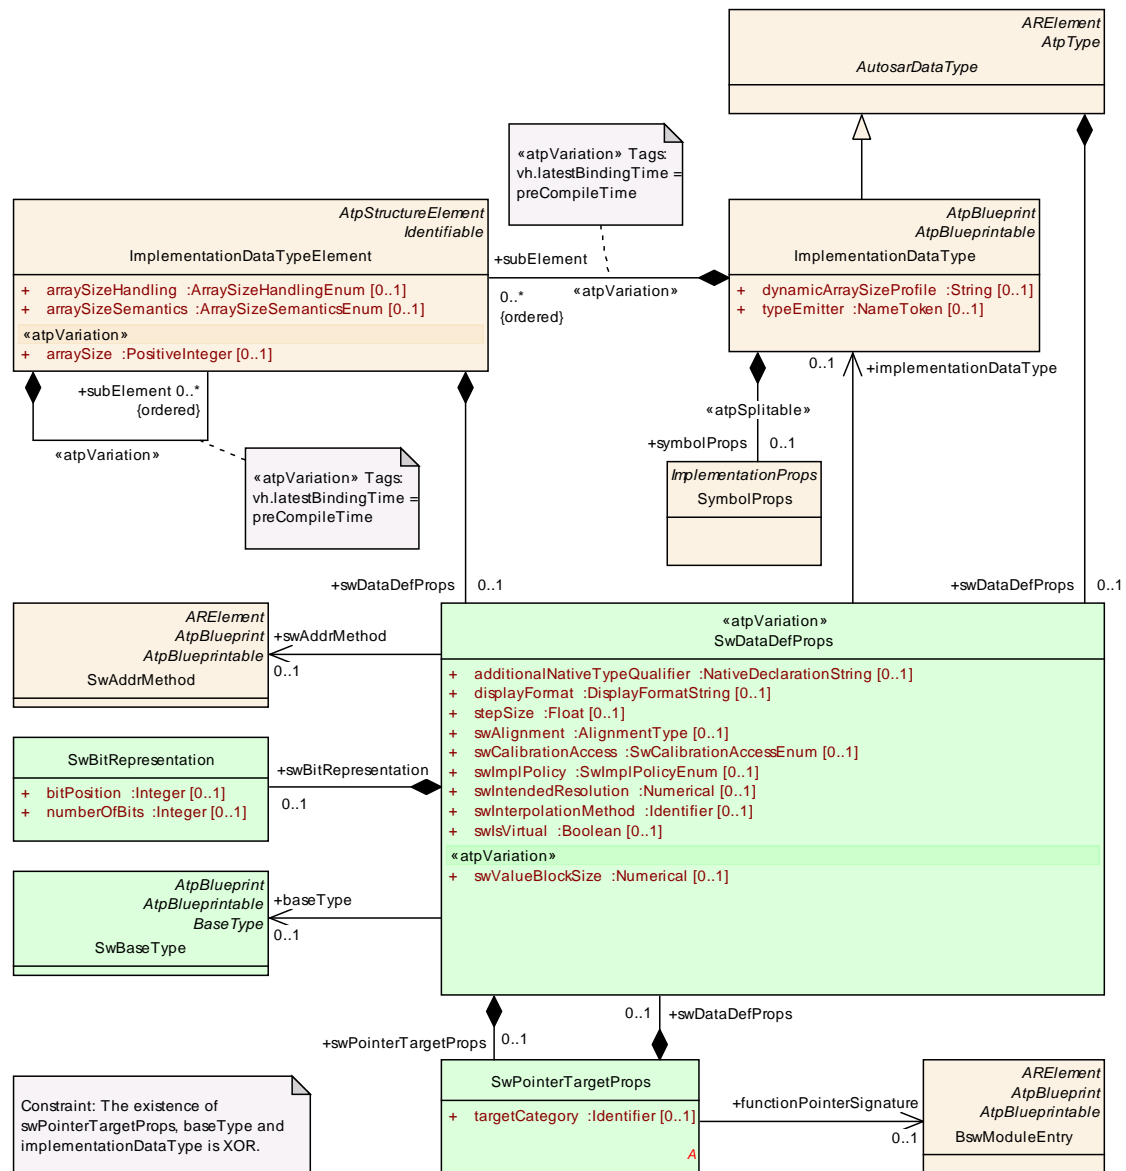 ARElement
AtpType
AutosarDataType
«atpVariation» Tags:
vh.latestBindingTime =
preCompileTime
AtpStructureElement
Identifiable
ImplementationDataTypeElement
+ arraySizeHandling :ArraySizeHandlingEnum [0..1]
+ arraySizeSemantics :ArraySizeSemanticsEnum [0..1]
«atpVariation»
+ arraySize :PositiveInteger [0..1]
+subElement
0..*
{ordered}
«atpVariation»
AtpBlueprint
AtpBlueprintable
ImplementationDataType
+ dynamicArraySizeProfile :String [0..1]
+ typeEmitter :NameToken [0..1]
+subElement 0..*
{ordered}
«atpVariation»
«atpVariation» Tags:
vh.latestBindingTime =
preCompileTime
0..1
+implementationDataType
«atpSplitable»
+symbolProps
0..1
ImplementationProps
SymbolProps
+swDataDefProps
0..1
+swDataDefProps
0..1
ARElement
AtpBlueprint
AtpBlueprintable
SwAddrMethod
+swAddrMethod
0..1
«atpVariation»
SwDataDefProps
+ additionalNativeTypeQualifier :NativeDeclarationString [0..1]
+ displayFormat :DisplayFormatString [0..1]
+ stepSize :Float [0..1]
+ swAlignment :AlignmentType [0..1]
+ swCalibrationAccess :SwCalibrationAccessEnum [0..1]
+ swImplPolicy :SwImplPolicyEnum [0..1]
+ swIntendedResolution :Numerical [0..1]
+ swInterpolationMethod :Identifier [0..1]
+ swIsVirtual :Boolean [0..1]
«atpVariation»
+ swValueBlockSize :Numerical [0..1]
SwBitRepresentation
+ bitPosition :Integer [0..1]
+ numberOfBits :Integer [0..1]
+swBitRepresentation
0..1
AtpBlueprint
AtpBlueprintable
BaseType
SwBaseType
+baseType
0..1
+swPointerTargetProps
0..1
0..1
+swDataDefProps
Constraint: The existence of
swPointerTargetProps, baseType and
implementationDataType is XOR.
SwPointerTargetProps
+ targetCategory :Identifier [0..1]
A
+functionPointerSignature
0..1
ARElement
AtpBlueprint
AtpBlueprintable
BswModuleEntry